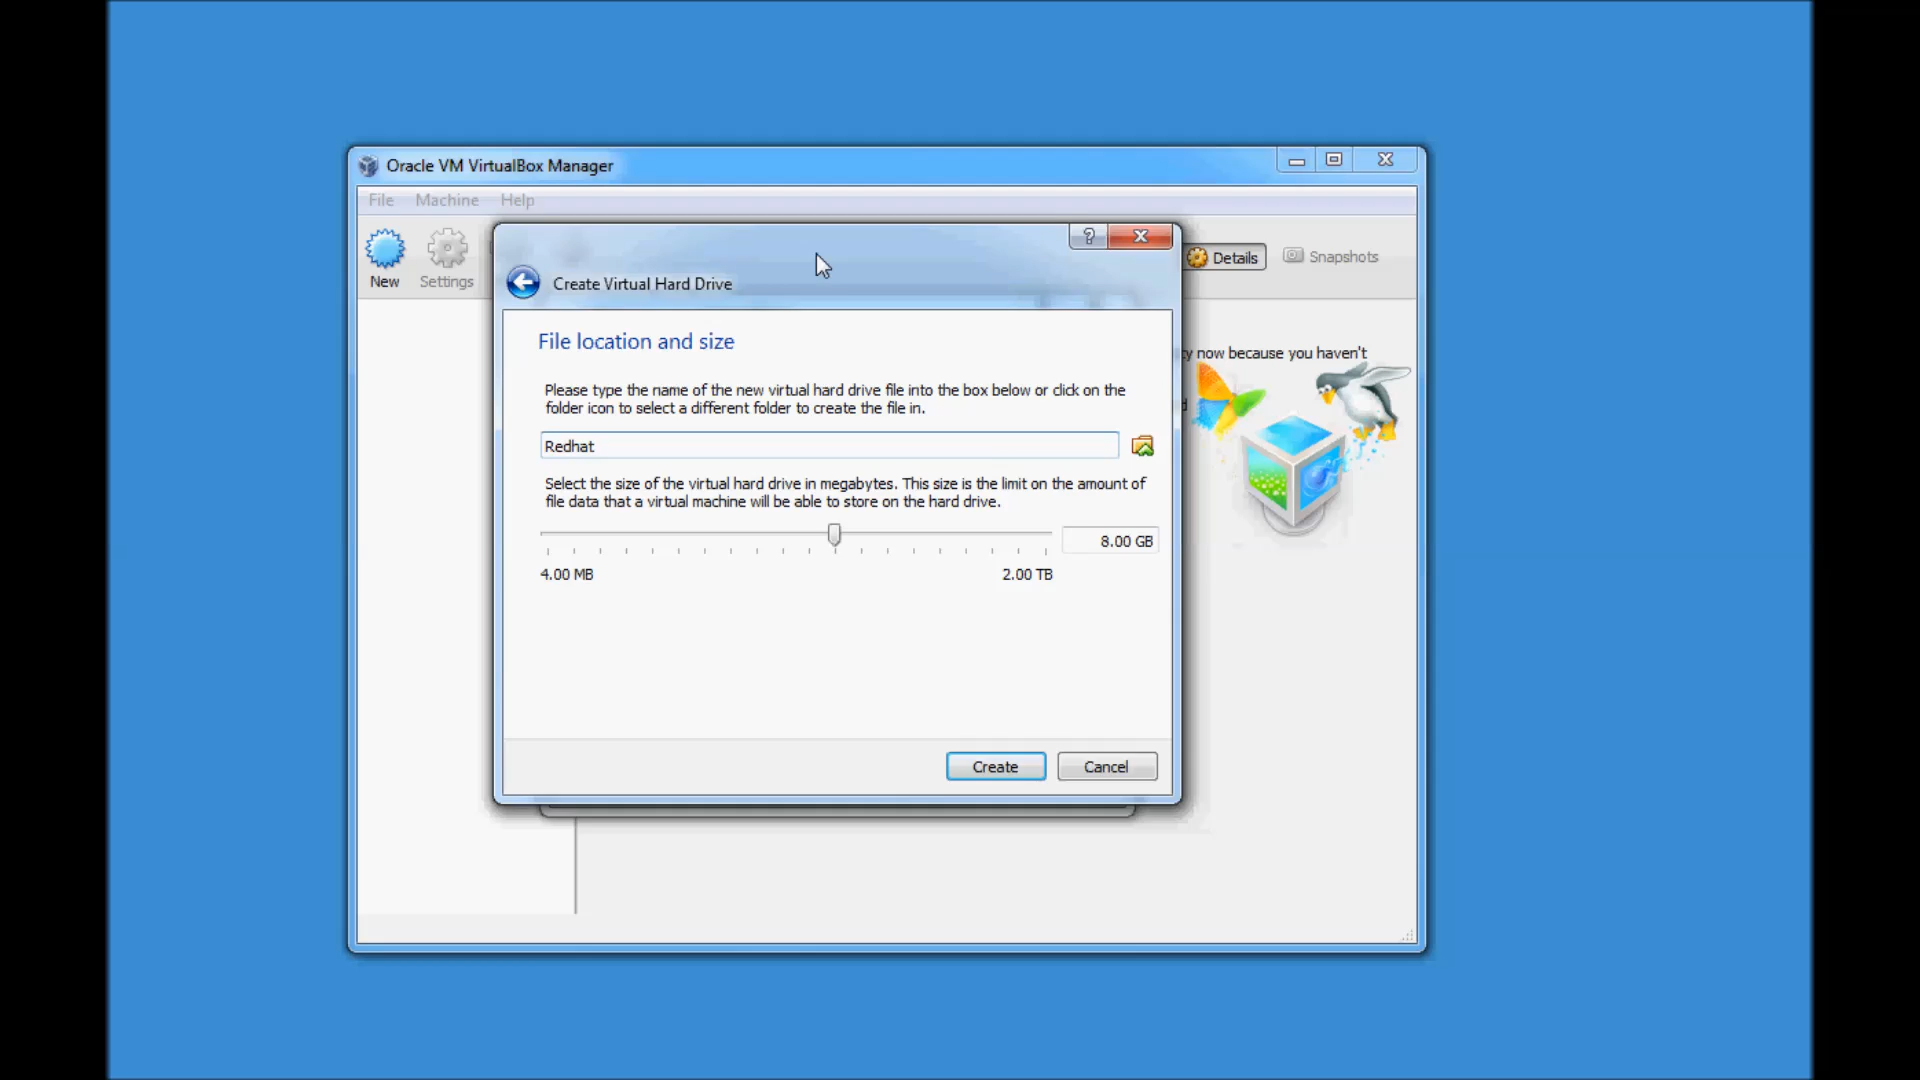 Oracle VM VirtualBox Manager
File Machine Help
New Settings
Details Snapshots
Create Virtual Hard Drive
File location and size
now because you haven't
Please type the name of the new virtual hard drive file into the box below or click on the
folder icon to select a different folder to create the file in.
Redhat
Select the size of the virtual hard drive in megabytes. This size is the limit on the amount of
file data that a virtual machine will be able to store on the hard drive.
8.00 GB
4.00 MB 2.00 TB
Create Cancel